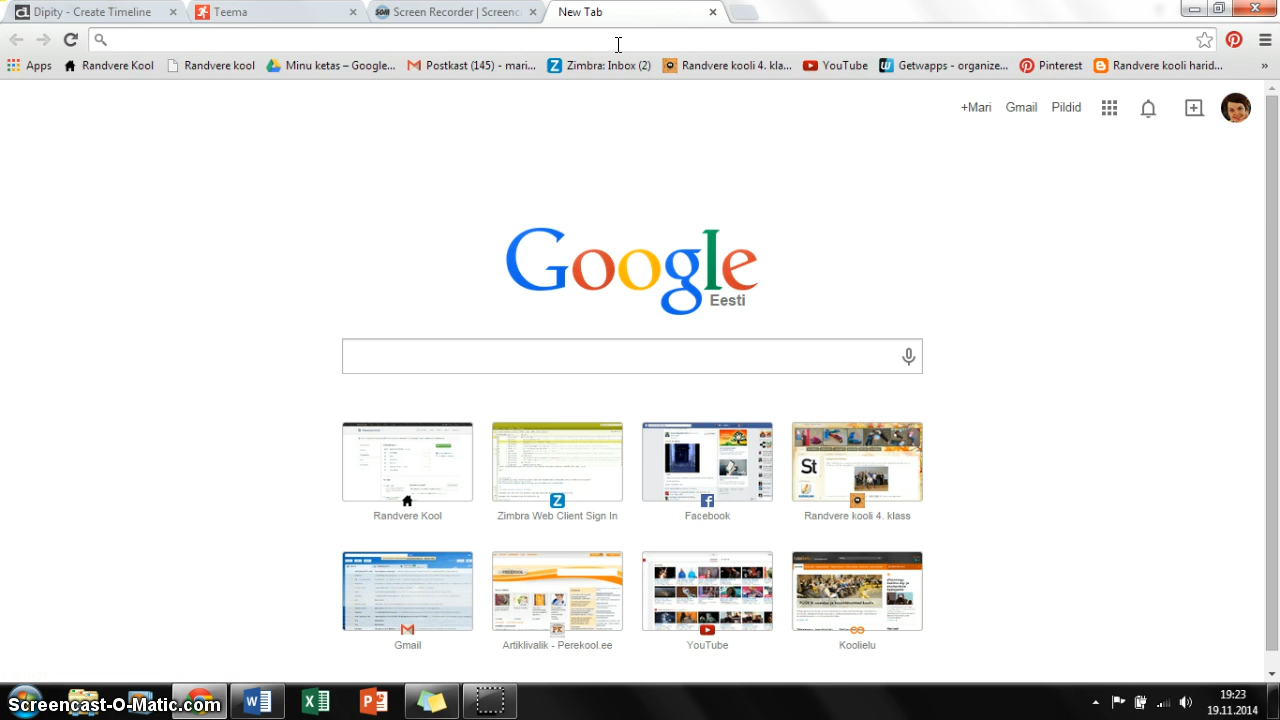 Dipity - Create Timeline
Teema
Screen Recorder | Screenc
New Tab
Apps
Randvere Kool
Randvere kool
Minu ketas – Google...
Postkast (145) - mari...
Zimbra: Inbox (2)
Randvere kooli 4. kla...
YouTube
Getwapps - organize...
Pinterest
Randvere kooli harid...
»
+Mari
Gmail
Pildid
Google
Eesti
Randvere Kool
Zimbra Web Client Sign In
Facebook
Randvere kooli 4. klass
Gmail
Artiklivalik - Perekool.ee
YouTube
Koolielu
Screencast-O-Matic.com
19:23
19.11.2014